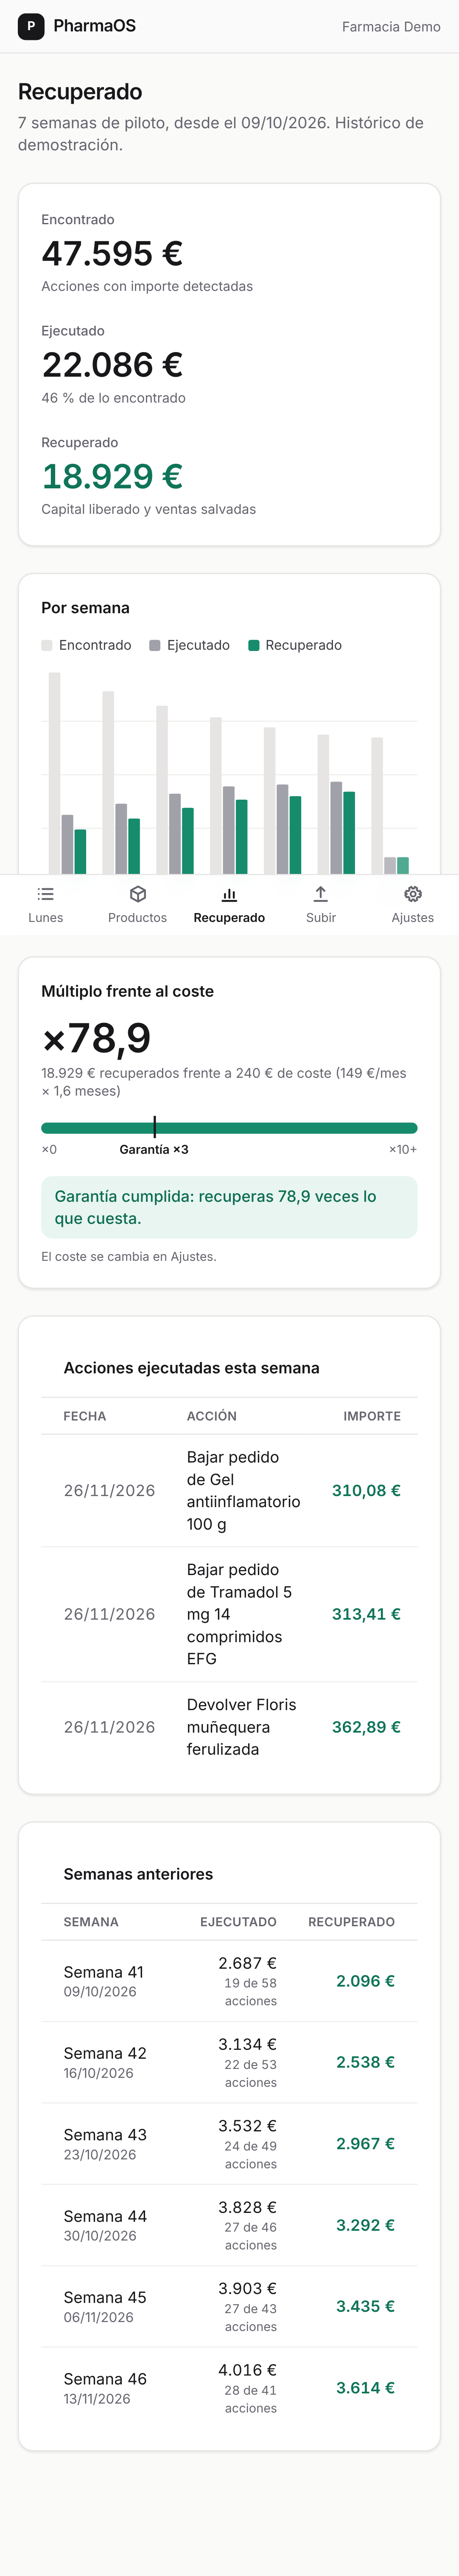 P PharmaOS
Farmacia Demo
Recuperado
7 semanas de piloto, desde el 09/10/2026. Histórico de
demostración.
Encontrado
47.595 €
Acciones con importe detectadas
Ejecutado
22.086 €
46 % de lo encontrado
Recuperado
18.929 €
Capital liberado y ventas salvadas
Por semana
Encontrado Ejecutado Recuperado
Lunes Productos Recuperado Subir Ajustes
Múltiplo frente al coste
×78,9
18.929 € recuperados frente a 240 € de coste (149 €/mes
× 1,6 meses)
×0 Garantía ×3 ×10+
Garantía cumplida: recuperas 78,9 veces lo
que cuesta.
El coste se cambia en Ajustes.
Acciones ejecutadas esta semana
FECHA ACCIÓN IMPORTE
Bajar pedido
de Gel
26/11/2026 antiinflamatorio 310,08 €
100 g
Bajar pedido
de Tramadol 5
26/11/2026 mg 14 313,41 €
comprimidos
EFG
Devolver Floris
26/11/2026 muñequera 362,89 €
ferulizada
Semanas anteriores
SEMANA EJECUTADO RECUPERADO
Semana 41 2.687 € 2.096 €
09/10/2026 19 de 58
acciones
Semana 42 3.134 € 2.538 €
16/10/2026 22 de 53
acciones
Semana 43 3.532 € 2.967 €
23/10/2026 24 de 49
acciones
Semana 44 3.828 € 3.292 €
30/10/2026 27 de 46
acciones
Semana 45 3.903 € 3.435 €
06/11/2026 27 de 43
acciones
Semana 46 4.016 € 3.614 €
13/11/2026 28 de 41
acciones